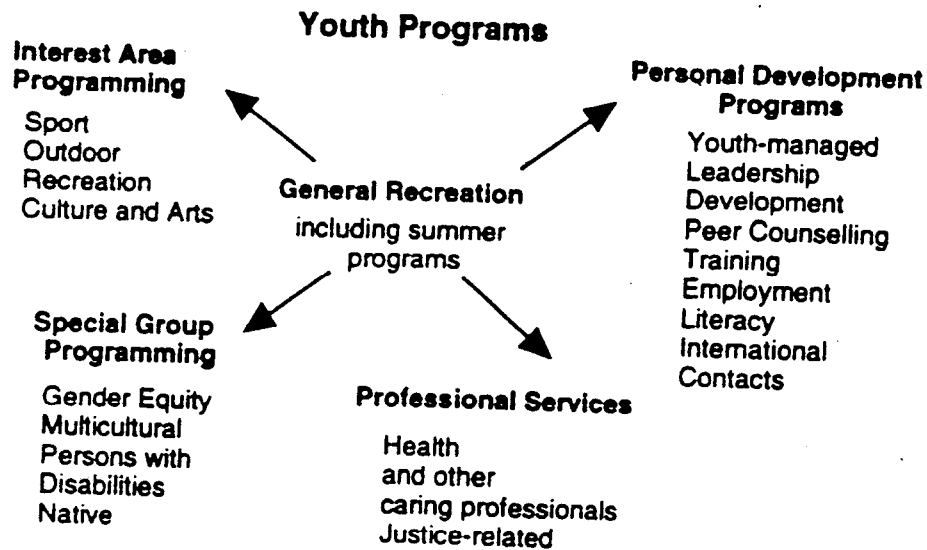 Youth Programs
Interest Area
Programming
Sport
Outdoor
Recreation
Culture and Arts
Personal Development
Programs
Youth-managed
Leadership
Development
Peer Counselling
Training
Employment
Literacy
International
Contacts
General Recreation
including summer
programs
Special Group
Programming
Gender Equity
Multicultural
Persons with
Disabilities
Native
Professional Services
Health
and other
caring professionals
Justice-related